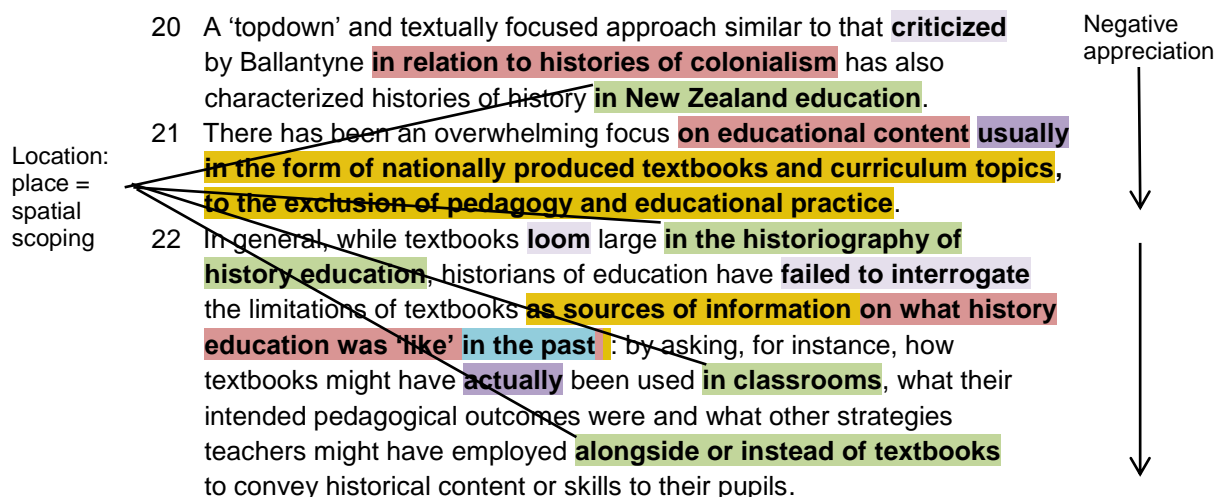 20 A ‘topdown’ and textually focused approach similar to that criticized
by Ballantyne in relation to histories of colonialism has also
characterized histories of history in New Zealand education.
21 There has been an overwhelming focus on educational content usually
in the form of nationally produced textbooks and curriculum topics,
to the exclusion of pedagogy and educational practice.
22 In general, while textbooks loom large in the historiography of
history education, historians of education have failed to interrogate
the limitations of textbooks as sources of information on what history
education was ‘like’ in the past : by asking, for instance, how
textbooks might have actually been used in classrooms, what their
intended pedagogical outcomes were and what other strategies
teachers might have employed alongside or instead of textbooks
to convey historical content or skills to their pupils.
Location:
place =
spatial
scoping
Negative
appreciation